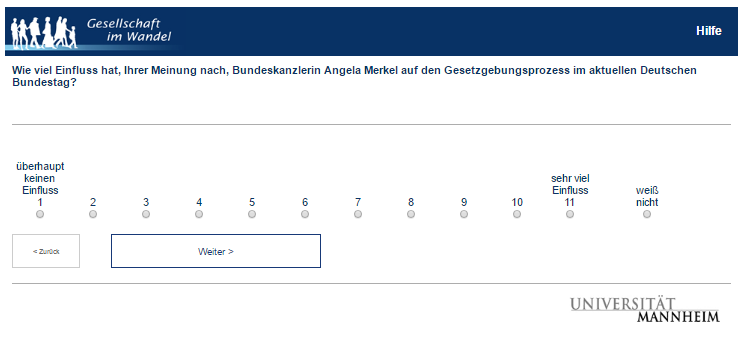 Gesellschaft
im Wandel
Hilfe
Wie viel Einfluss hat, Ihrer Meinung nach, Bundeskanzlerin Angela Merkel auf den Gesetzgebungsprozess im aktuellen Deutschen
Bundestag?
überhaupt
keinen
Einfluss
sehr viel
Einfluss
weiß
nicht
1 2 3 4 5 6 7 8 9 10 11
< Zurück
Weiter >
UNIVERSITÄT
MANNHEIM